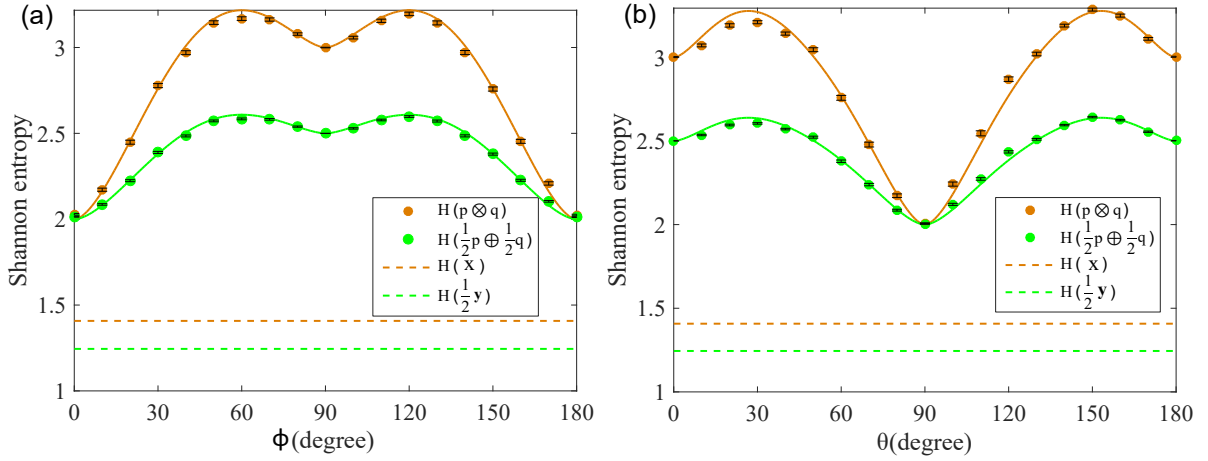 (a)
Shannon entropy
3
2.5
2
1.5
1
H(p⊗q)
H(1/2p⊕1/2q)
H(x)
H(1/2y)
0 30 60 90 120 150 180
ϕ(degree)
(b)
Shannon entropy
3
2.5
2
1.5
1
H(p⊗q)
H(1/2p⊕1/2q)
H(x)
H(1/2y)
0 30 60 90 120 150 180
θ(degree)